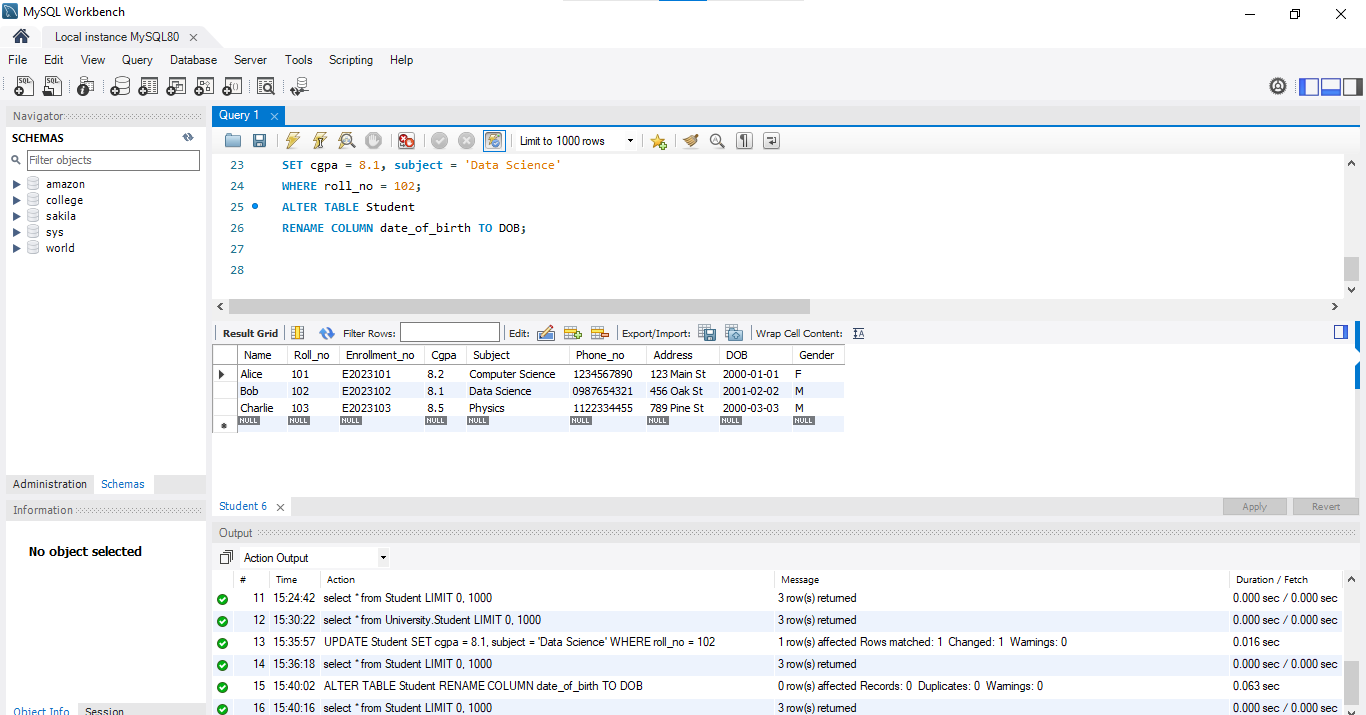 MySQL Workbench
Local instance MySQL80
File Edit View Query Database Server Tools Scripting Help
Navigator
SCHEMAS
Filter objects
amazon
college
sakila
sys
world
Administration Schemas
Information
No object selected
Object Info Session
Query 1
Limit to 1000 rows
23 SET cgpa = 8.1, subject = 'Data Science'
24 WHERE roll_no = 102;
25 ALTER TABLE Student
26 RENAME COLUMN date_of_birth TO DOB;
27
28
Result Grid Filter Rows: Edit: Export/Import: Wrap Cell Content:
Name Roll_no Enrollment_no Cgpa Subject Phone_no Address DOB Gender
Alice 101 E2023101 8.2 Computer Science 1234567890 123 Main St 2000-01-01 F
Bob 102 E2023102 8.1 Data Science 0987654321 456 Oak St 2001-02-02 M
Charlie 103 E2023103 8.5 Physics 1122334455 789 Pine St 2000-03-03 M
NULL NULL NULL NULL NULL NULL NULL NULL NULL
Student 6
Apply Revert
Output
Action Output
# Time Action Message Duration / Fetch
11 15:24:42 select * from Student LIMIT 0, 1000 3 row(s) returned 0.000 sec / 0.000 sec
12 15:30:22 select * from University.Student LIMIT 0, 1000 3 row(s) returned 0.000 sec / 0.000 sec
13 15:35:57 UPDATE Student SET cgpa = 8.1, subject = 'Data Science' WHERE roll_no = 102 1 row(s) affected Rows matched: 1 Changed: 1 Warnings: 0 0.016 sec
14 15:36:18 select * from Student LIMIT 0, 1000 3 row(s) returned 0.000 sec / 0.000 sec
15 15:40:02 ALTER TABLE Student RENAME COLUMN date_of_birth TO DOB 0 row(s) affected Records: 0 Duplicates: 0 Warnings: 0 0.063 sec
16 15:40:16 select * from Student LIMIT 0, 1000 3 row(s) returned 0.000 sec / 0.000 sec